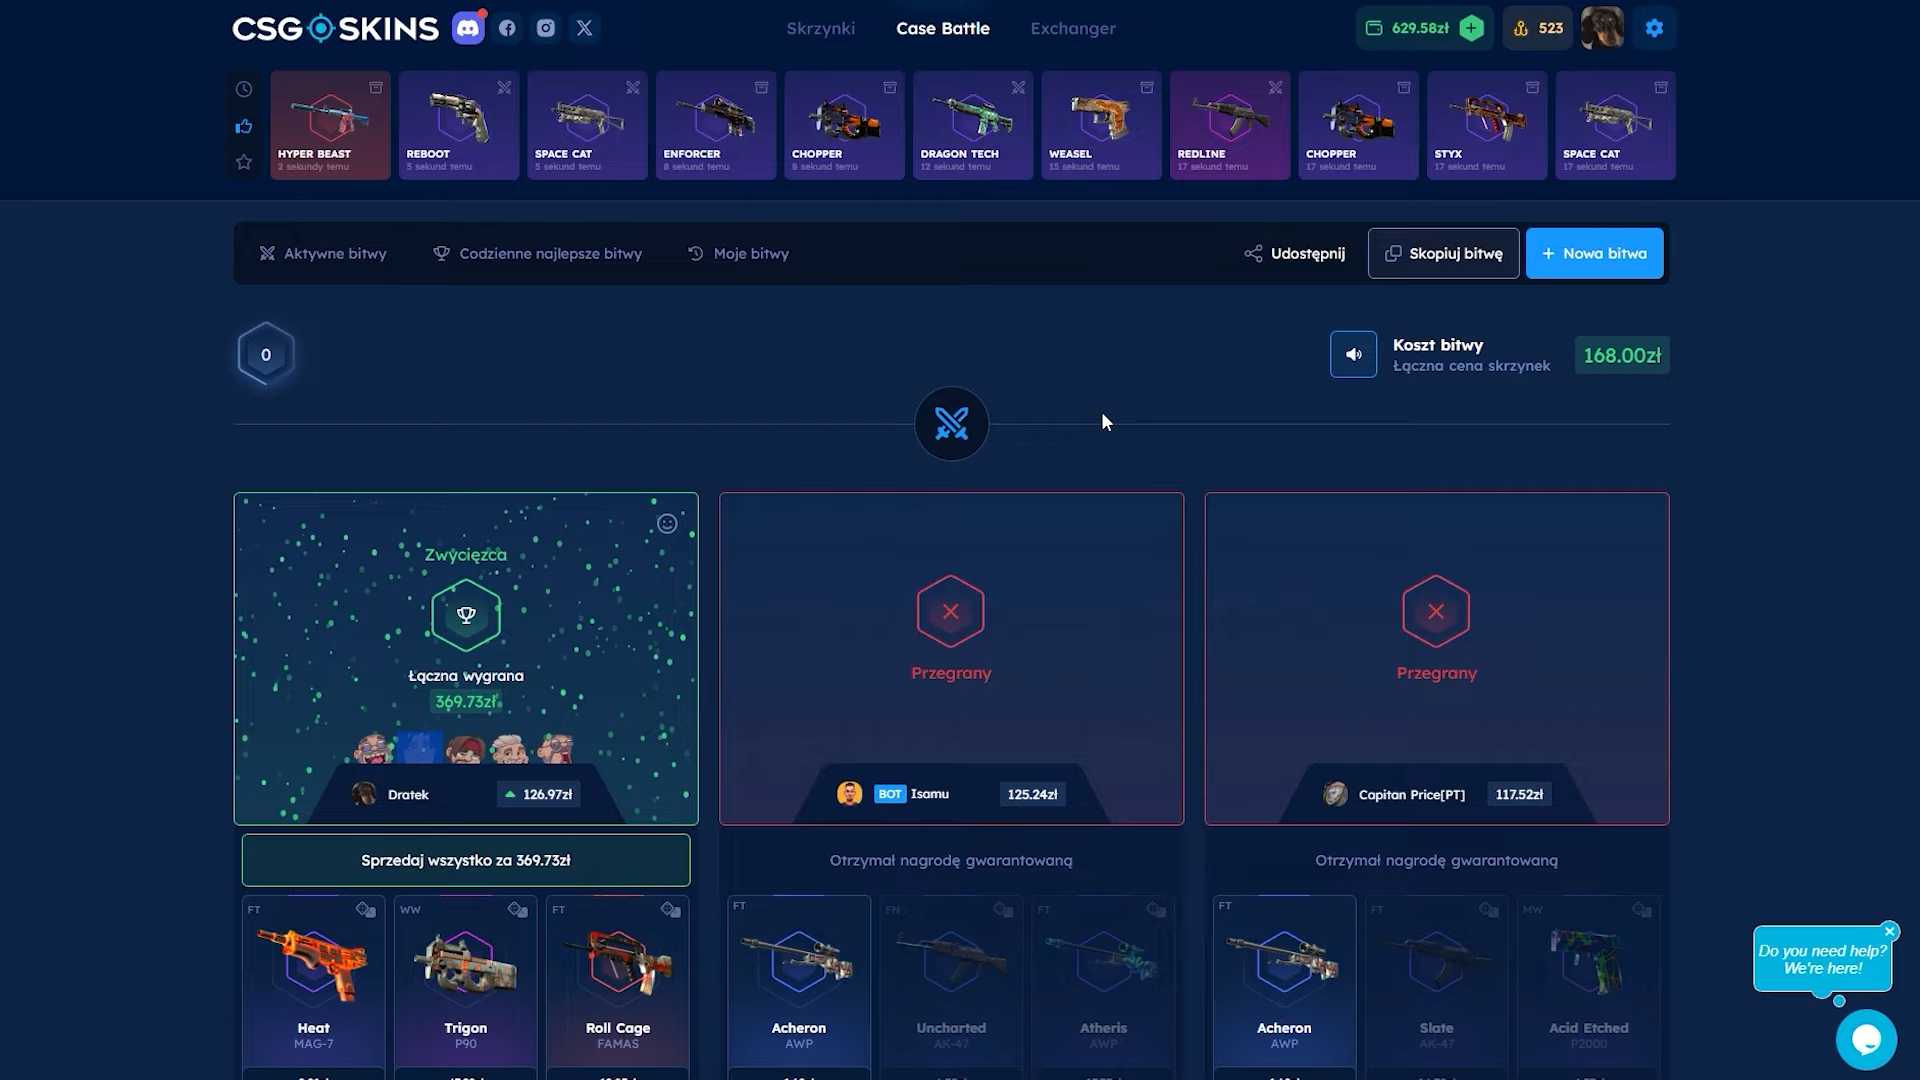 CSG SKINS
Skrzynki
Case Battle
Exchanger
629.58zł
523
HYPER BEAST
2 sekundy temu
REBOOT
5 sekund temu
SPACE CAT
5 sekund temu
ENFORCER
8 sekund temu
CHOPPER
8 sekund temu
DRAGON TECH
12 sekund temu
WEASEL
15 sekund temu
REDLINE
17 sekund temu
CHOPPER
17 sekund temu
STYX
17 sekund temu
SPACE CAT
17 sekund temu
Aktywne bitwy
Codzienne najlepsze bitwy
Moje bitwy
Udostępnij
Skopiuj bitwę
+ Nowa bitwa
0
Koszt bitwy
Łączna cena skrzynek
168.00zł
Zwycięzca
Łączna wygrana
369.73zł
Dratek
126.97zł
Przegrany
BOT Isamu
125.24zł
Przegrany
Capitan Price[PT]
117.52zł
Sprzedaj wszystko za 369.73zł
Otrzymał nagrodę gwarantowaną
Otrzymał nagrodę gwarantowaną
FT
Heat
MAG-7
WW
Trigon
P90
FT
Roll Cage
FAMAS
FT
Acheron
AWP
FN
Uncharted
AK-47
FT
Atheris
AWP
FT
Acheron
AWP
FT
Slate
AK-47
MW
Acid Etched
P2000
Do you need help?
We're here!